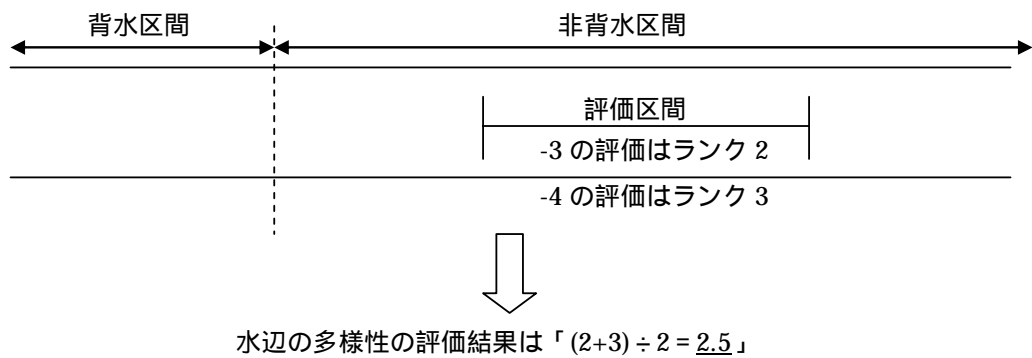 背水区間
非背水区間
評価区間
-3 の評価はランク 2
-4 の評価はランク 3
水辺の多様性の評価結果は「(2+3)÷2 = 2.5」